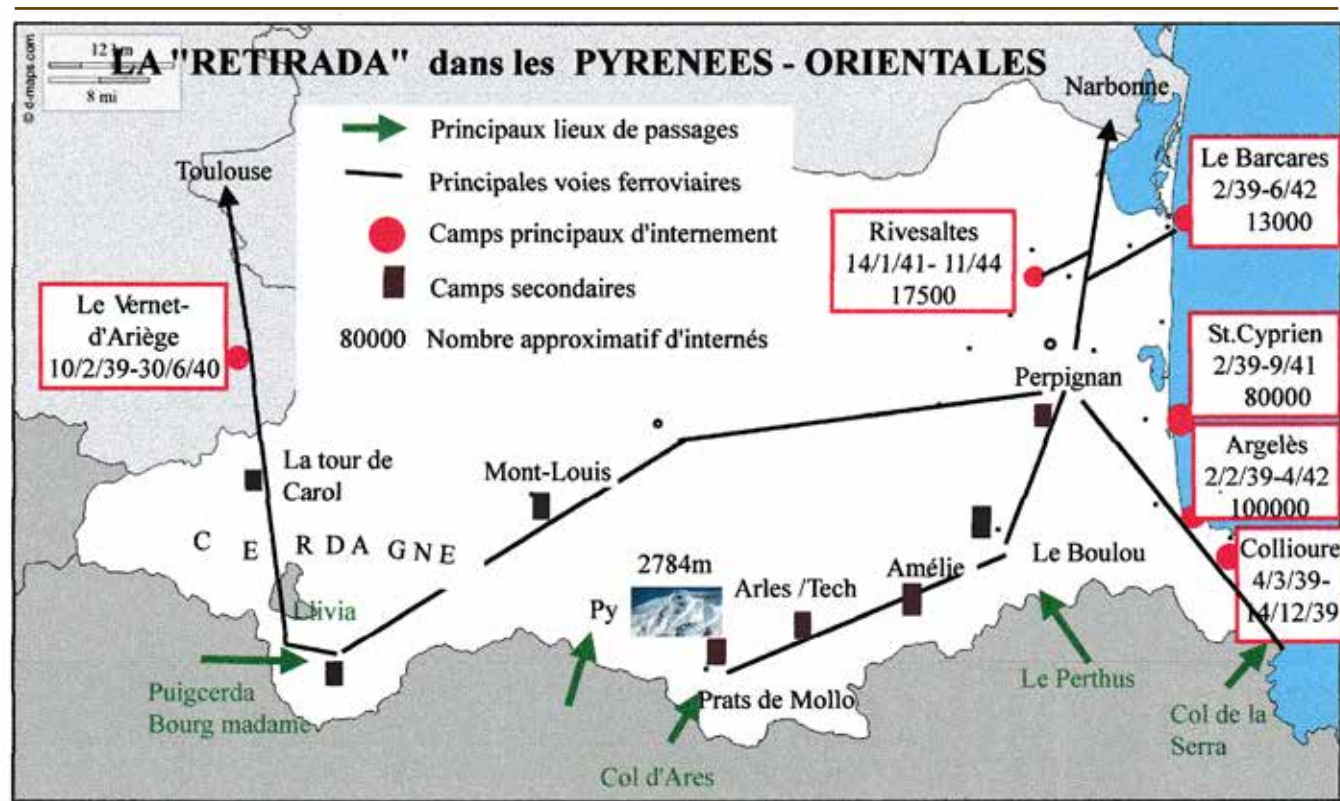 LA "RETIRADA" dans les PYRENEES - ORIENTALES
© d-maps.com
12 km
8 mi
Principaux lieux de passages
Principales voies ferroviaires
Camps principaux d'internement
Camps secondaires
80000 Nombre approximatif d'internés
Toulouse
Narbonne
Le Barcares
2/39-6/42
13000
Rivesaltes
14/1/41- 11/44
17500
Le Vernet-
d'Ariège
10/2/39-30/6/40
St.Cyprien
2/39-9/41
80000
Perpignan
Argelès
2/2/39-4/42
100000
La tour de
Carol
Mont-Louis
CERDAGNE
Collioure
4/3/39-
14/12/39
Le Boulou
Amélie
2784m
Arles /Tech
Py
Llivia
Puigcerda
Bourg madame
Prats de Mollo
Le Perthus
Col de la
Serra
Col d'Ares